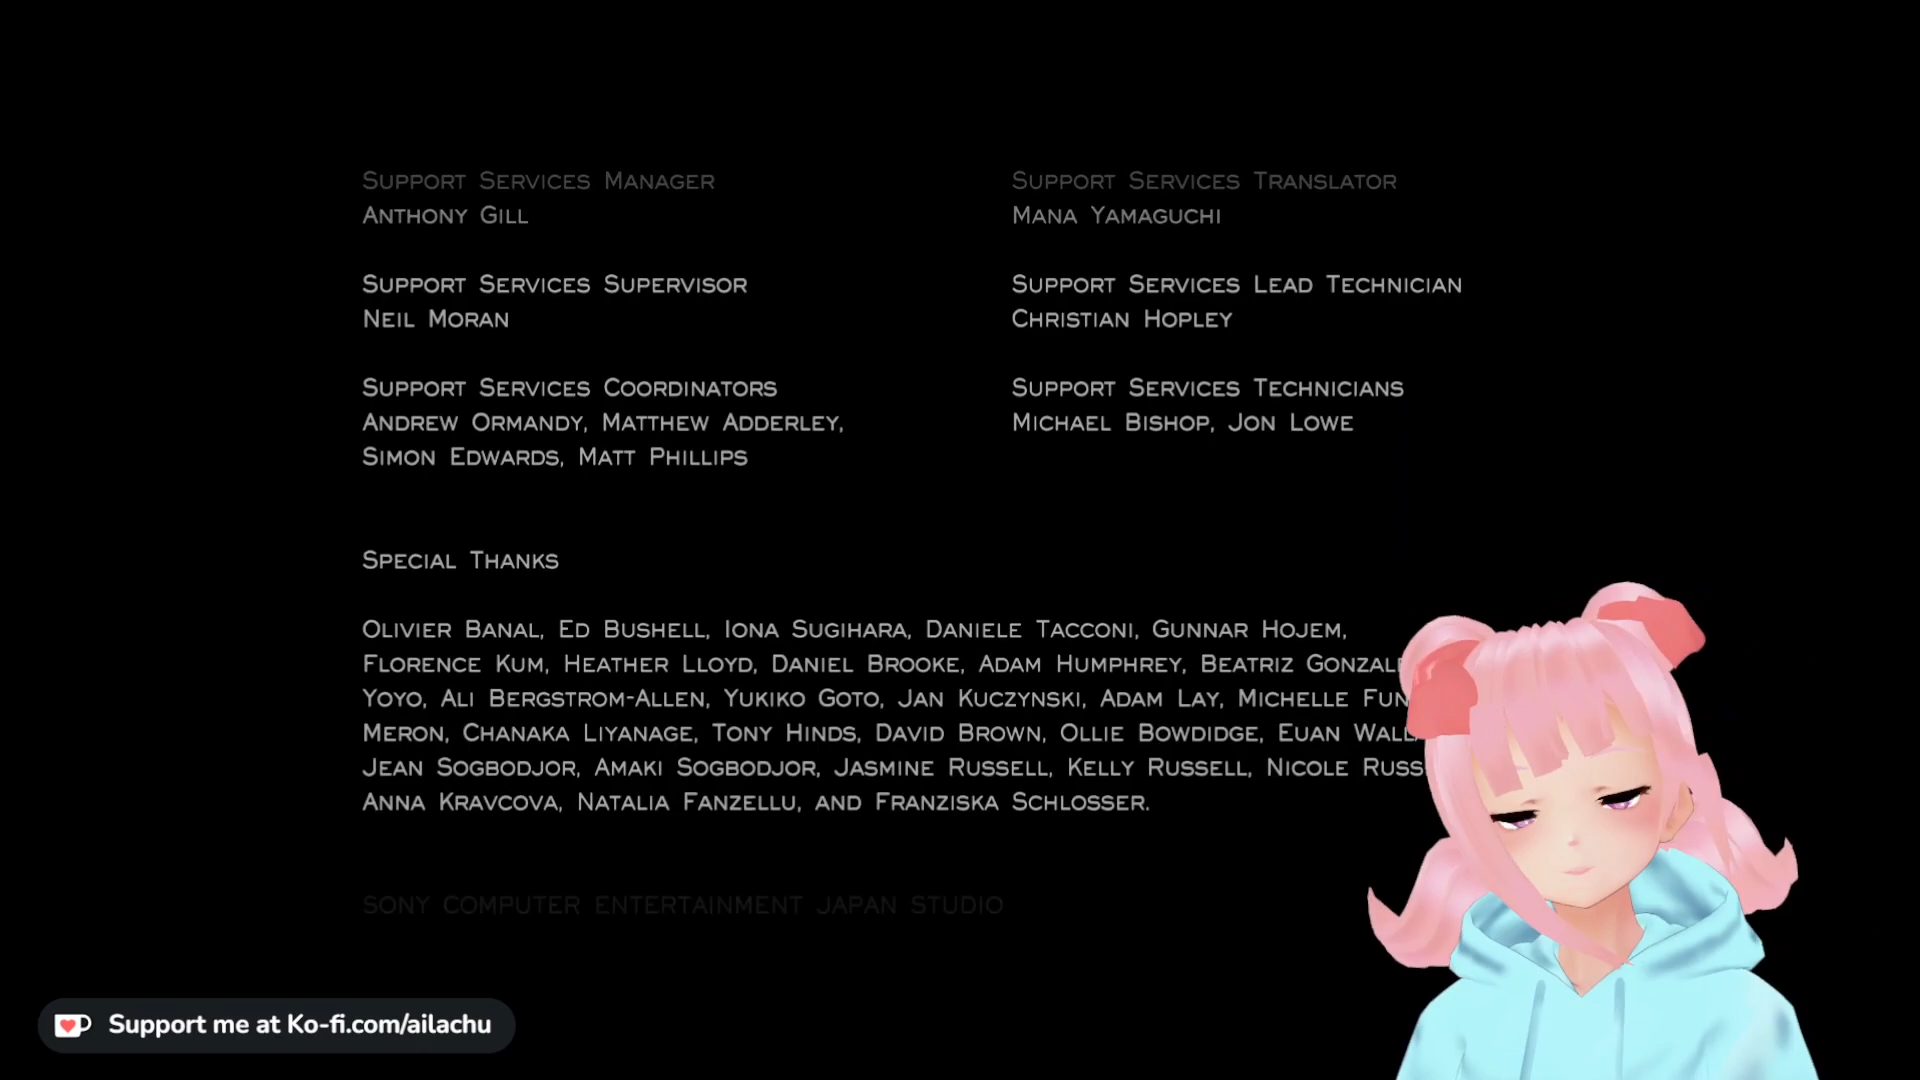 Support Services Manager
Anthony Gill
Support Services Supervisor
Neil Moran
Support Services Coordinators
Andrew Ormandy, Matthew Adderley,
Simon Edwards, Matt Phillips
Support Services Translator
Mana Yamaguchi
Support Services Lead Technician
Christian Hopley
Support Services Technicians
Michael Bishop, Jon Lowe
Special Thanks
Olivier Banal, Ed Bushell, Iona Sugihara, Daniele Tacconi, Gunnar Hojem,
Florence Kum, Heather Lloyd, Daniel Brooke, Adam Humphrey, Beatriz
Yoyo, Ali Bergstrom-Allen, Yukiko Goto, Jan Kuczynski, Adam Lay, Michelle
Meron, Chanaka Liyanage, Tony Hinds, David Brown, Ollie Bowdidge, Euan
Jean Sogbodjor, Amaki Sogbodjor, Jasmine Russell, Kelly Russell, Nicole
Anna Kravcova, Natalia Fanzellu, and Franziska Schlosser.
SONY COMPUTER ENTERTAINMENT JAPAN STUDIO
Support me at Ko-fi.com/ailachu